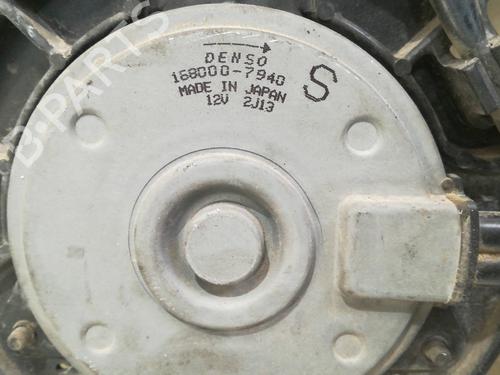 DENSO
168000-7940
MADE IN JAPAN
12V 2J13
S
B-PARTS